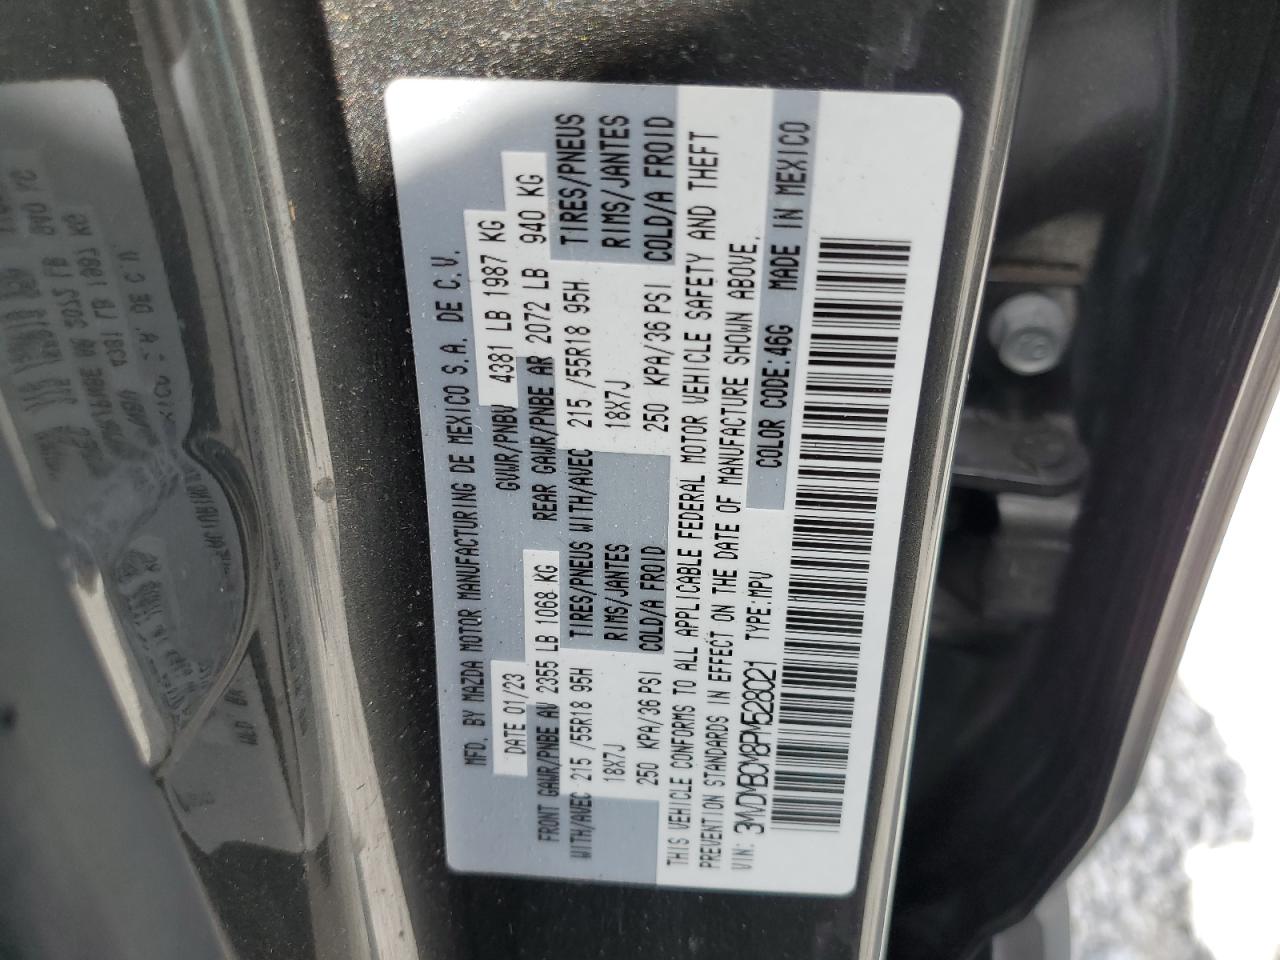 MFD. BY MAZDA MOTOR MANUFACTURING DE MEXICO S.A. DE C.V.
DATE 01/23 GVWR/PNBV 4381 LB 1987 KG
FRONT GAWR/PNBE AV 2355 LB 1068 KG REAR GAWR/PNBE AR 2072 LB 940 KG
WITH/AVEC 215 /55R18 95H TIRES/PNEUS WITH/AVEC 215 /55R18 95H TIRES/PNEUS
18X7J RIMS/JANTES 18X7J RIMS/JANTES
250 KPA/36 PSI COLD/A FROID 250 KPA/36 PSI COLD/A FROID
THIS VEHICLE CONFORMS TO ALL APPLICABLE FEDERAL MOTOR VEHICLE SAFETY AND THEFT
PREVENTION STANDARDS IN EFFECT ON THE DATE OF MANUFACTURE SHOWN ABOVE.
VIN: 3MVDMBCM8PM528021 TYPE:MPV COLOR CODE:46G MADE IN MEXICO